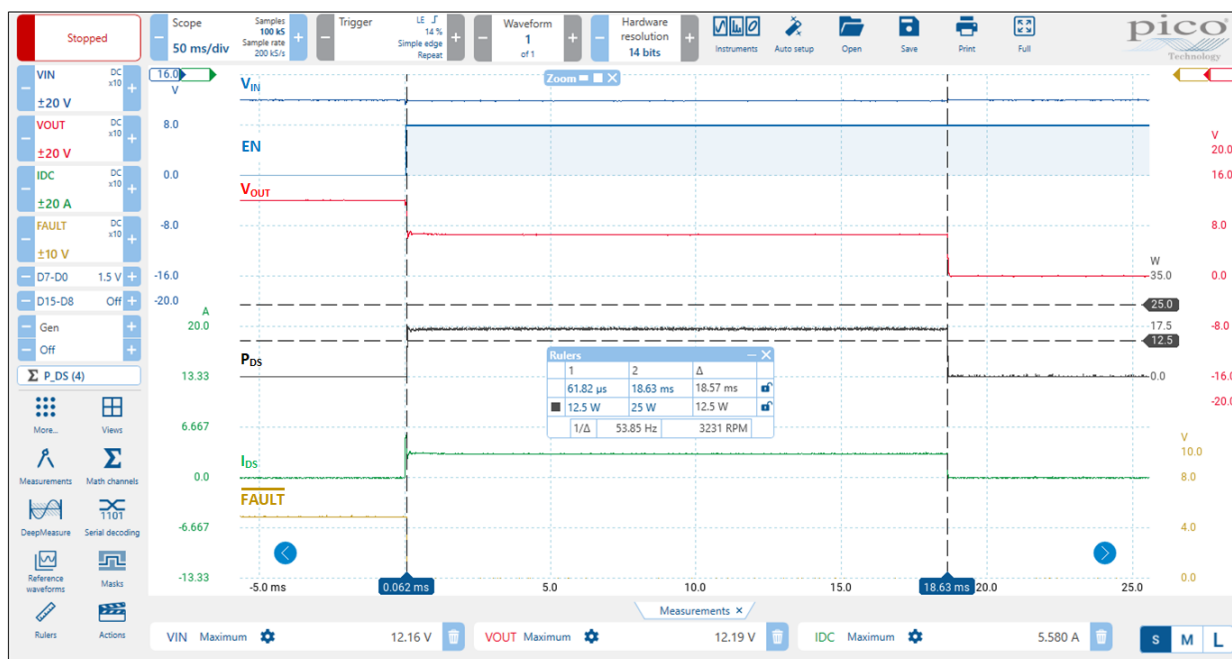 Stopped
Scope
50 ms/div
Samples
100 kS
Sample rate
200 kS/s
Trigger
LE
14 %
Simple edge
Repeat
Waveform
1
of 1
Hardware
resolution
14 bits
Instruments
Auto setup
Open
Save
Print
Full
pico
Technology
VIN
DC
x10
±20 V
VOUT
DC
x10
±20 V
IDC
DC
x10
±20 A
FAULT
DC
x10
±10 V
D7-D0 1.5 V
D15-D8 Off
Gen
Off
Σ P_DS (4)
More...
Views
Measurements
Math channels
DeepMeasure
Serial decoding
1101
Reference
waveforms
Masks
Rulers
Actions
16.0
V
8.0
0.0
-8.0
-16.0
-20.0
A
20.0
13.33
6.667
0.0
-6.667
-13.33
Zoom
VIN
EN
VOUT
PDS
IDS
FAULT
V
20.0
16.0
8.0
0.0
-8.0
-16.0
-20.0
W
35.0
25.0
17.5
12.5
0.0
V
10.0
8.0
4.0
0.0
Rulers
1 2 Δ
61.82 µs 18.63 ms 18.57 ms
12.5 W 25 W 12.5 W
1/Δ 53.85 Hz 3231 RPM
-5.0 ms
0.062 ms
5.0
10.0
15.0
18.63 ms
20.0
25.0
Measurements ×
VIN Maximum 12.16 V
VOUT Maximum 12.19 V
IDC Maximum 5.580 A
S M L